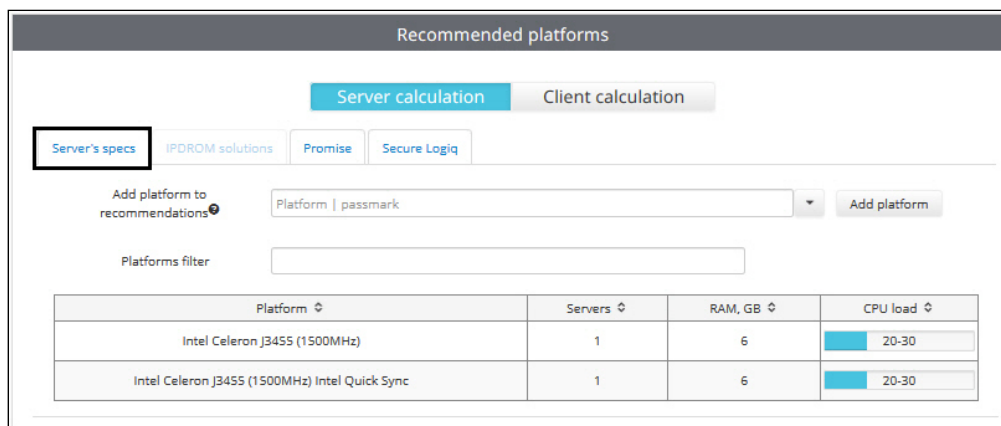 Recommended platforms
Server calculation Client calculation
Server's specs IPDROM solutions Promise Secure Logiq
Add platform to
recommendations? Platform | passmark Add platform
Platforms filter
Platform Servers RAM, GB CPU load
Intel Celeron J3455 (1500MHz) 1 6 20-30
Intel Celeron J3455 (1500MHz) Intel Quick Sync 1 6 20-30